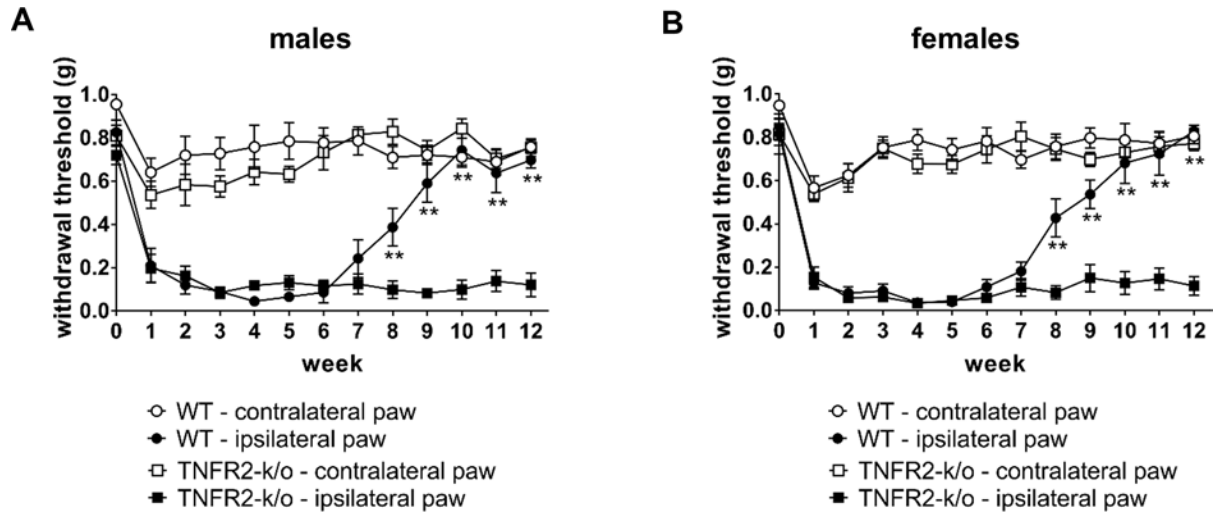 A
males
withdrawal threshold (g)
1.0
0.8
0.6
0.4
0.2
0.0
0 1 2 3 4 5 6 7 8 9 10 11 12
week
** ** ** ** **
WT - contralateral paw
WT - ipsilateral paw
TNFR2-k/o - contralateral paw
TNFR2-k/o - ipsilateral paw
B
females
withdrawal threshold (g)
1.0
0.8
0.6
0.4
0.2
0.0
0 1 2 3 4 5 6 7 8 9 10 11 12
week
** ** ** ** **
WT - contralateral paw
WT - ipsilateral paw
TNFR2-k/o - contralateral paw
TNFR2-k/o - ipsilateral paw